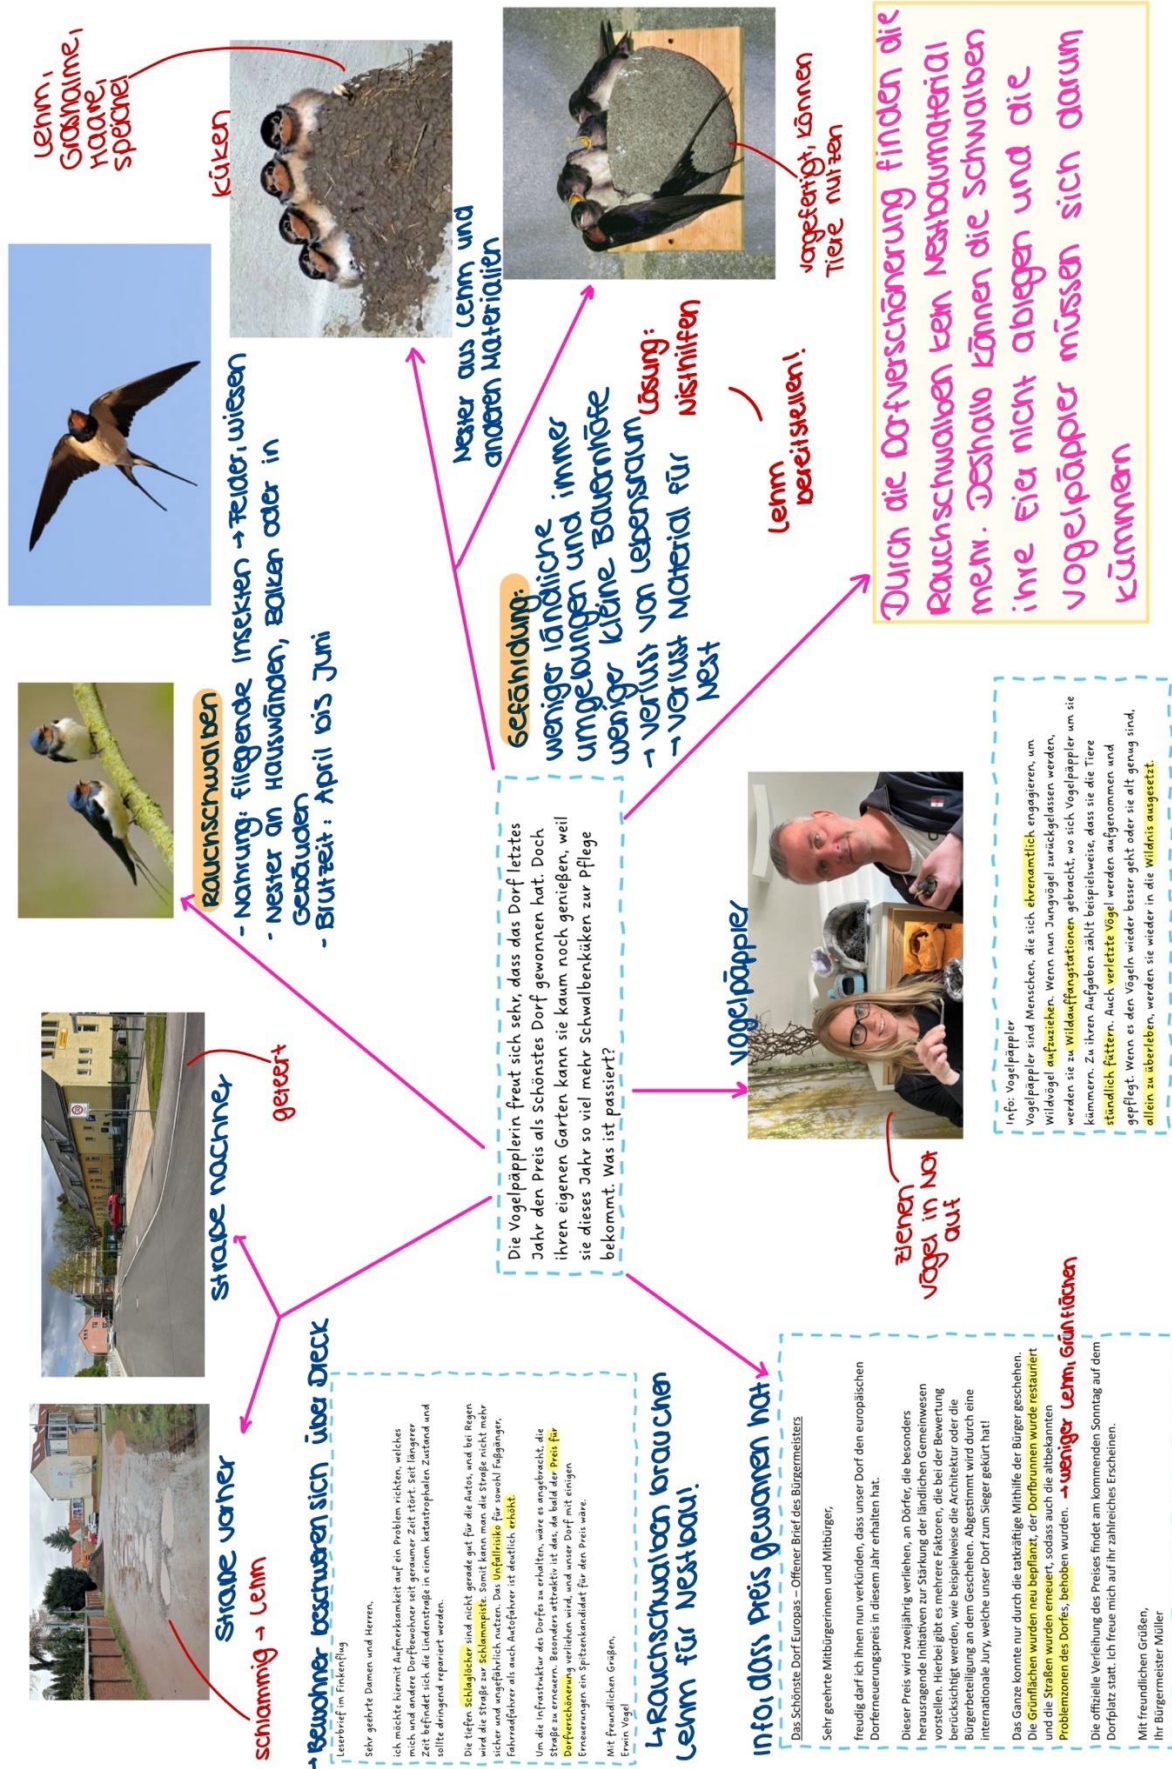 schlammig → Lehm
Straße vorher
Straße nachher
geteert
→ Bewohner beschweren sich über Dreck
Leserbrief im Finkenflug
Sehr geehrte Damen und Herren,
ich möchte hiermit Aufmerksamkeit auf ein Problem richten, welches
mich und andere Dorfbewohner seit geraumer Zeit stört. Seit längerer
Zeit befindet sich die Lindenstraße in einem katastrophalen Zustand und
sollte dringend repariert werden.
Die tiefen Schlaglöcher sind nicht gerade gut für die Autos, und bei Regen
wird die Straße zur Schlammpiste. Somit kann man die Straße nicht mehr
sicher und ungefährlich nutzen. Das Unfallrisiko für sowohl Fußgänger,
Fahrradfahrer als auch Autofahrer ist deutlich erhöht.
Um die Infrastruktur des Dorfes zu erhalten, wäre es angebracht, die
Straße zu erneuern. Besonders attraktiv ist das, da bald der Preis für
Dorfverschönerung verliehen wird, und unser Dorf mit einigen
Erneuerungen ein Spitzenkandidat für den Preis wäre.
Mit freundlichen Grüßen,
Erwin Vogel
↳ Rauchschwalben brauchen
Lehm für Nestbau!
Info, dass Preis gewonnen hat
Das Schönste Dorf Europas – Offener Brief des Bürgermeisters
Sehr geehrte Mitbürgerinnen und Mitbürger,
freudig darf ich ihnen nun verkünden, dass unser Dorf den europäischen
Dorferneuerungspreis in diesem Jahr erhalten hat.
Dieser Preis wird zweijährig verliehen, an Dörfer, die besonders
herausragende Initiativen zur Stärkung der ländlichen Gemeinwesen
vorstellen. Hierbei gibt es mehrere Faktoren, die bei der Bewertung
berücksichtigt werden, wie beispielweise die Architektur oder die
Bürgerbeteiligung an dem Geschehen. Abgestimmt wird durch eine
internationale Jury, welche unser Dorf zum Sieger gekürt hat!
Das Ganze konnte nur durch die tatkräftige Mithilfe der Bürger geschehen.
Die Grünflächen wurden neu bepflanzt, der Dorfbrunnen wurde restauriert
und die Straßen wurden erneuert, sodass auch die altbekannten
Problemzonen des Dorfes, behoben wurden. → weniger Lehm, Grünflächen
Die offizielle Verleihung des Preises findet am kommenden Sonntag auf dem
Dorfplatz statt. Ich freue mich auf ihr zahlreiches Erscheinen.
Mit freundlichen Grüßen,
Ihr Bürgermeister Müller
Rauchschwalben
- Nahrung: fliegende Insekten → Felder, Wiesen
- Nester an Hauswänden, Balken oder in
Gebäuden
- Brutzeit: April bis Juni
Die Vogelpäpplerin freut sich sehr, dass das Dorf letztes
Jahr den Preis als Schönstes Dorf gewonnen hat. Doch
ihren eigenen Garten kann sie kaum noch genießen, weil
sie dieses Jahr so viel mehr Schwalbenküken zur Pflege
bekommt. Was ist passiert?
Vogelpäppler
ziehen
Vögel in Not
auf
Info: Vogelpäppler
Vogelpäppler sind Menschen, die sich ehrenamtlich engagieren, um
Wildvögel aufzuziehen. Wenn nun Jungvögel zurückgelassen werden,
werden sie zu Wildauffangstationen gebracht, wo sich Vogelpäppler um sie
kümmern. Zu ihren Aufgaben zählt beispielsweise, dass sie die Tiere
stündlich füttern. Auch verletzte Vögel werden aufgenommen und
gepflegt. Wenn es den Vögeln wieder besser geht oder sie alt genug sind,
allein zu überleben, werden sie wieder in die Wildnis ausgesetzt.
Lehm,
Grashalme,
Haare,
Speichel
Küken
Nester aus Lehm und
anderen Materialien
Gefährdung:
weniger ländliche
Umgebungen und immer
wenige kleine Bauernhöfe
→ Verlust von Lebensraum
→ Verlust Material für
Nest
Lösung:
Nisthilfen
Lehm
bereitstellen!
vorgefertigt, können
Tiere nutzen
Durch die Dorfverschönerung finden die
Rauchschwalben kein Nestbaumaterial
mehr. Deshalb können die Schwalben
ihre Eier nicht ablegen und die
Vogelpäppler müssen sich darum
kümmern